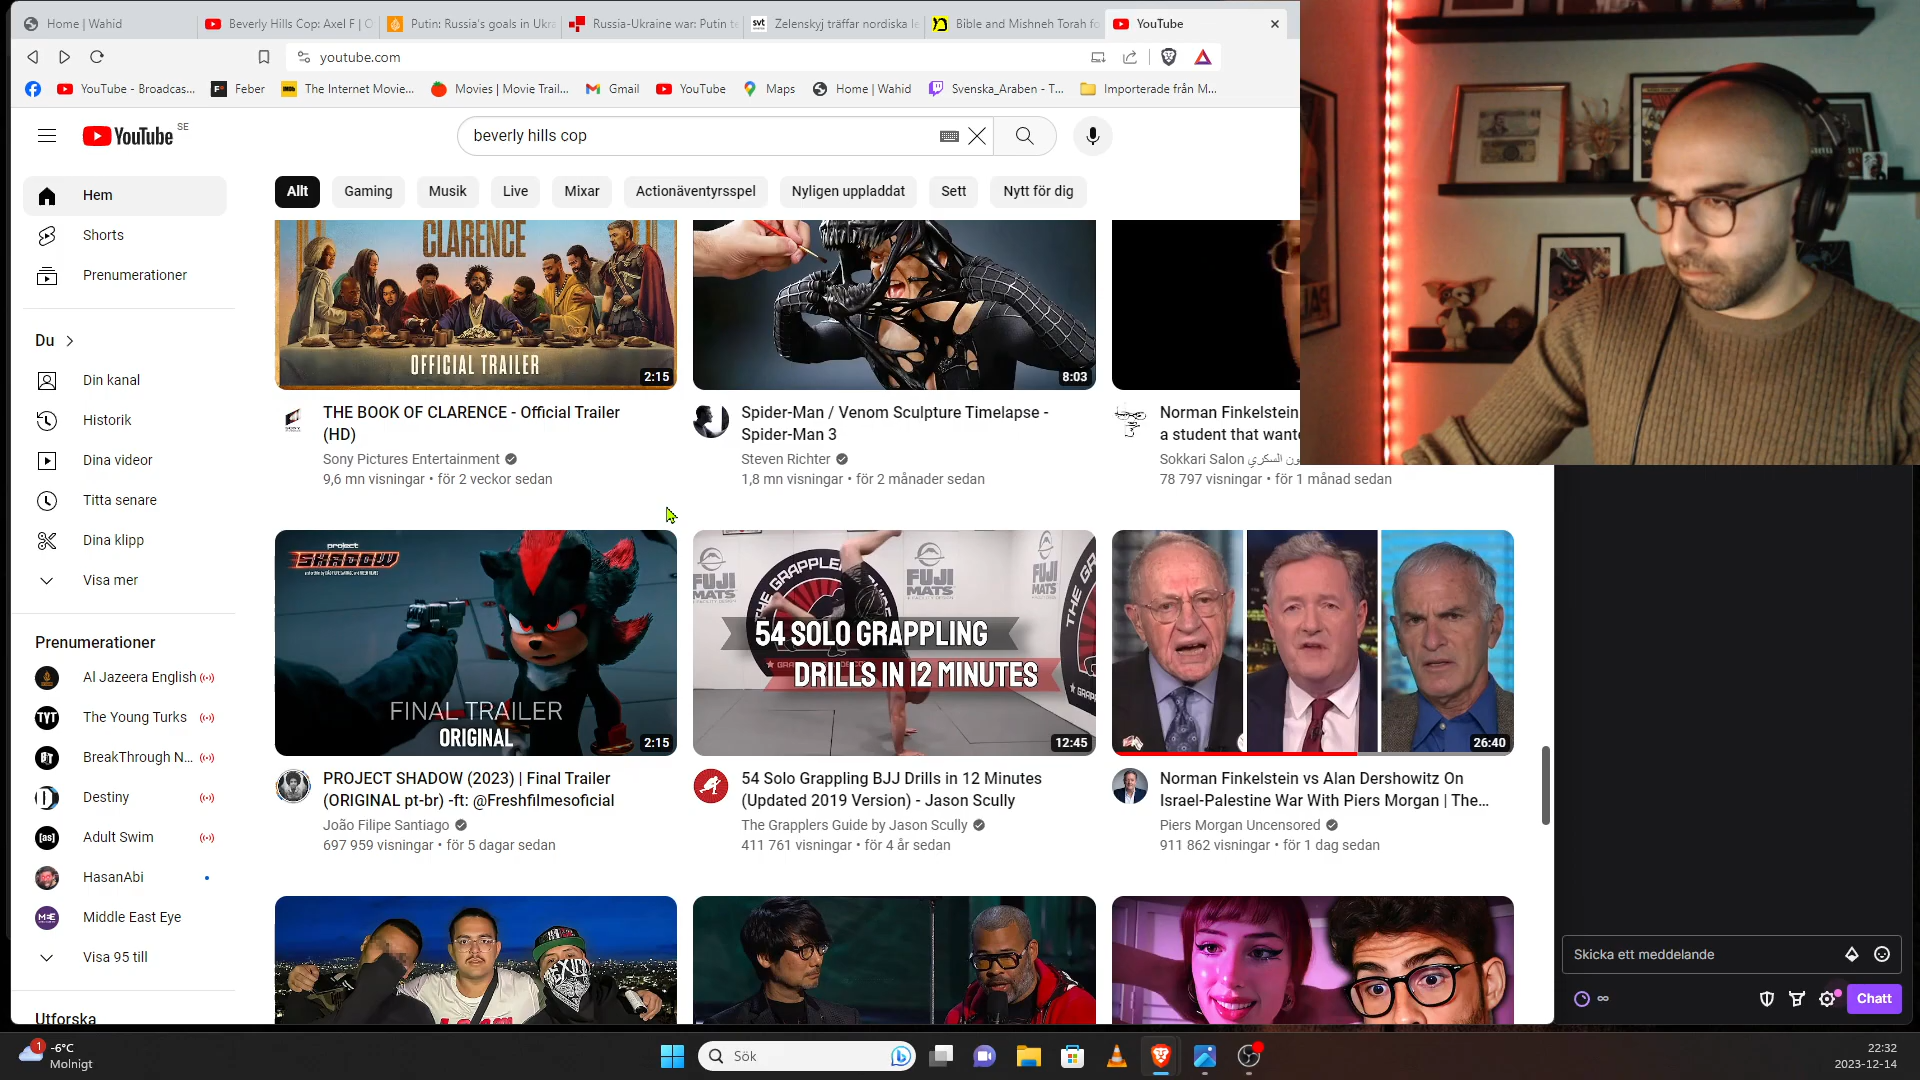 Home | Wahid
Beverly Hills Cop: Axel F | O
Putin: Russia's goals in Ukra
Russia-Ukraine war: Putin te
Zelenskyj träffar nordiska le
Bible and Mishneh Torah fo
YouTube
youtube.com
YouTube - Broadcas...
Feber
The Internet Movie...
Movies | Movie Trail...
Gmail
YouTube
Maps
Home | Wahid
Svenska_Araben - T...
Importerade från M...
YouTube SE
beverly hills cop
Hem
Shorts
Prenumerationer
Du
Din kanal
Historik
Dina videor
Titta senare
Dina klipp
Visa mer
Prenumerationer
Al Jazeera English
The Young Turks
BreakThrough N...
Destiny
Adult Swim
HasanAbi
Middle East Eye
Visa 95 till
Utforska
Allt
Gaming
Musik
Live
Mixar
Actionäventyrsspel
Nyligen uppladdat
Sett
Nytt för dig
CLARENCE
OFFICIAL TRAILER
2:15
THE BOOK OF CLARENCE - Official Trailer
(HD)
Sony Pictures Entertainment
9,6 mn visningar • för 2 veckor sedan
8:03
Spider-Man / Venom Sculpture Timelapse -
Spider-Man 3
Steven Richter
1,8 mn visningar • för 2 månader sedan
Norman Finkelstein
a student that wante
Sokkari Salon
78 797 visningar • för 1 månad sedan
project
SHADOW
FINAL TRAILER
ORIGINAL
2:15
PROJECT SHADOW (2023) | Final Trailer
(ORIGINAL pt-br) -ft: @Freshfilmesoficial
João Filipe Santiago
697 959 visningar • för 5 dagar sedan
FUJI
MATS
FUJI
MATS
FUJI
MATS
54 SOLO GRAPPLING
DRILLS IN 12 MINUTES
12:45
54 Solo Grappling BJJ Drills in 12 Minutes
(Updated 2019 Version) - Jason Scully
The Grapplers Guide by Jason Scully
411 761 visningar • för 4 år sedan
26:40
Norman Finkelstein vs Alan Dershowitz On
Israel-Palestine War With Piers Morgan | The...
Piers Morgan Uncensored
911 862 visningar • för 1 dag sedan
Skicka ett meddelande
Chatt
1
-6°C
Molnigt
Sök
22:32
2023-12-14